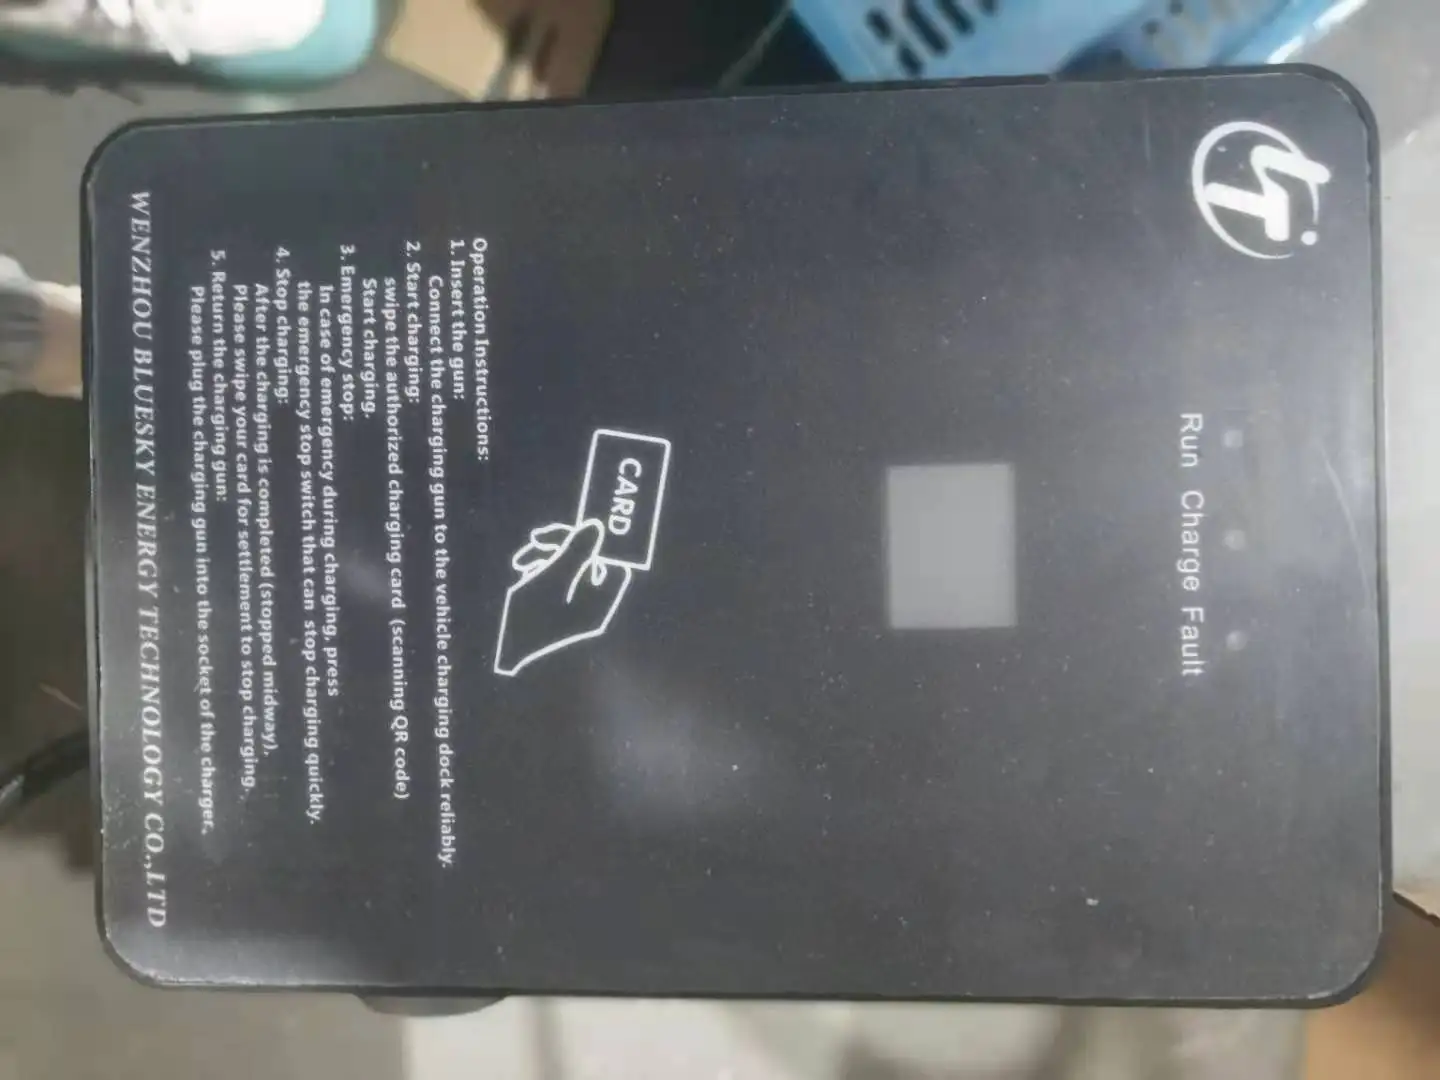 Run Charge Fault
CARD
Operation Instructions:
1. Insert the gun:
Connect the charging gun to the vehicle charging dock reliably.
2. Start charging:
swipe the authorized charging card (scanning QR code)
Start charging.
3. Emergency stop:
In case of emergency during charging, press
the emergency stop switch that can stop charging quickly.
4. Stop charging:
After the charging is completed (stopped midway),
Please swipe your card for settlement to stop charging.
5. Return the charging gun:
Please plug the charging gun into the socket of the charger.
WENZHOU BLUESKY ENERGY TECHNOLOGY CO.,LTD